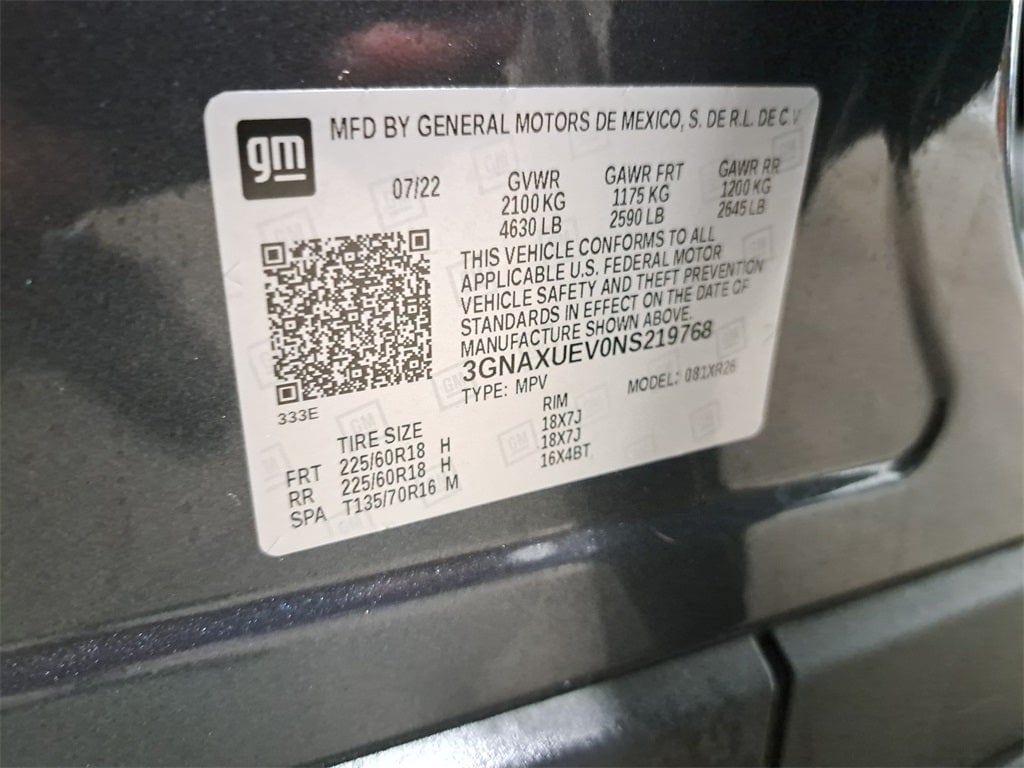 gm
MFD BY GENERAL MOTORS DE MEXICO, S. DE R.L. DE C.V
07/22
GVWR
2100 KG
4630 LB
GAWR FRT
1175 KG
2590 LB
GAWR RR
1200 KG
2645 LB
THIS VEHICLE CONFORMS TO ALL
APPLICABLE U.S. FEDERAL MOTOR
VEHICLE SAFETY AND THEFT PREVENTION
STANDARDS IN EFFECT ON THE DATE OF
MANUFACTURE SHOWN ABOVE.
3GNAXUEV0NS219768
TYPE: MPV MODEL: 081XR26
333E
TIRE SIZE RIM
FRT 225/60R18 H 18X7J
RR 225/60R18 H 18X7J
SPA T135/70R16 M 16X4BT